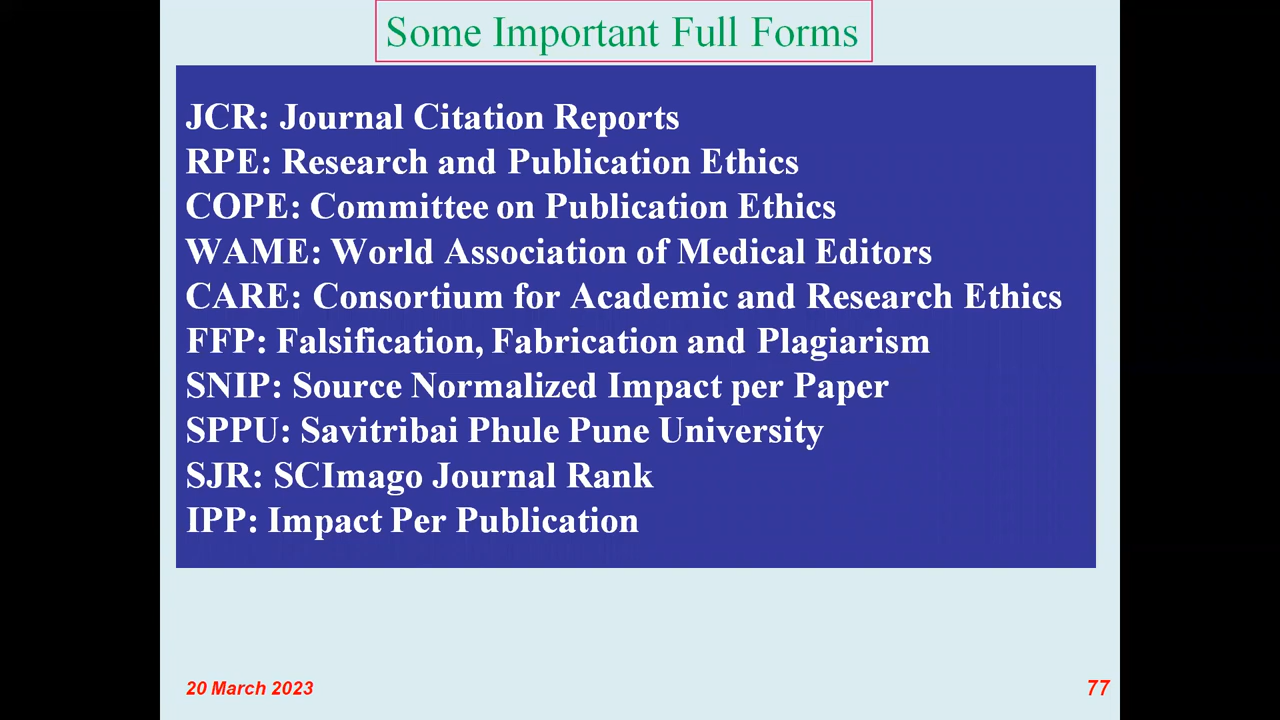 Some Important Full Forms
JCR: Journal Citation Reports
RPE: Research and Publication Ethics
COPE: Committee on Publication Ethics
WAME: World Association of Medical Editors
CARE: Consortium for Academic and Research Ethics
FFP: Falsification, Fabrication and Plagiarism
SNIP: Source Normalized Impact per Paper
SPPU: Savitribai Phule Pune University
SJR: SCImago Journal Rank
IPP: Impact Per Publication
20 March 2023
77